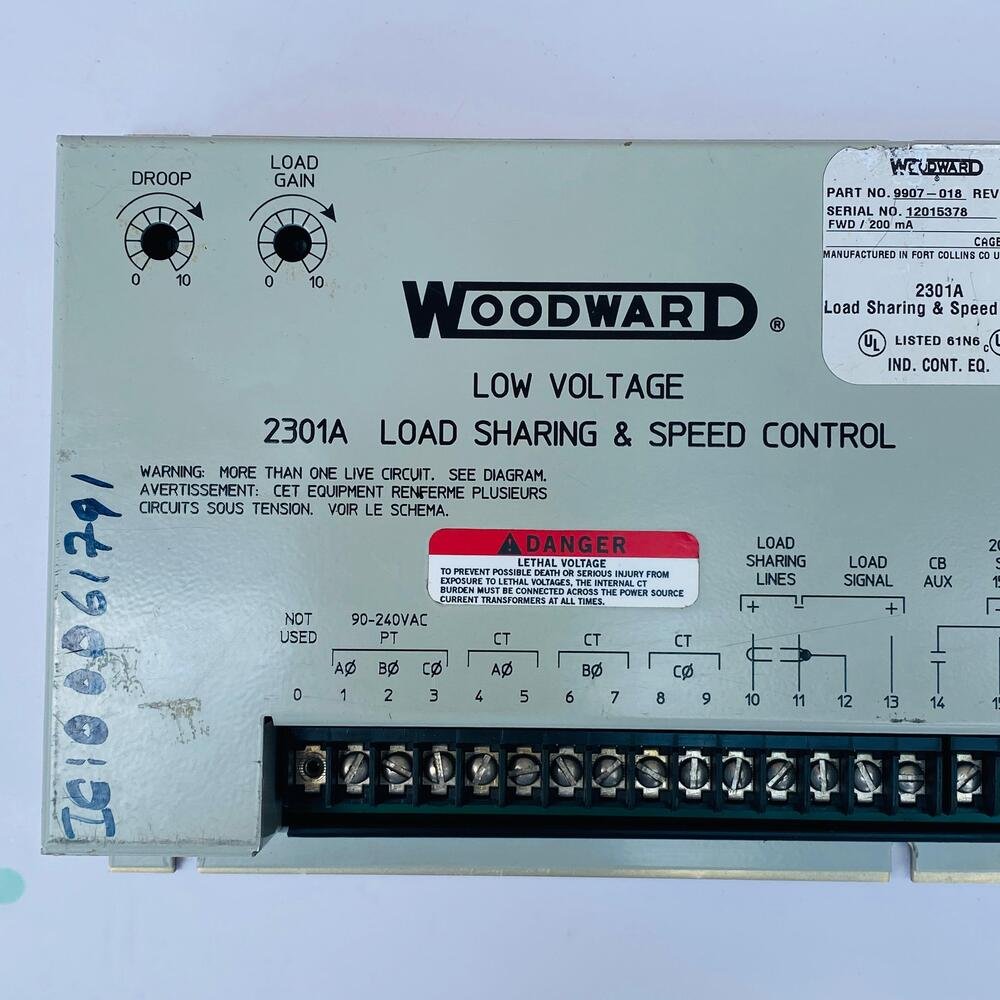 DROOP
0 10
LOAD
GAIN
0 10
WOODWARD
PART NO. 9907-018 REV
SERIAL NO. 12015378
FWD / 200 mA
CAGE
MANUFACTURED IN FORT COLLINS CO U
2301A
Load Sharing & Speed
UL LISTED 61N6 C
IND. CONT. EQ.
WOODWARD ®
LOW VOLTAGE
2301A LOAD SHARING & SPEED CONTROL
WARNING: MORE THAN ONE LIVE CIRCUIT. SEE DIAGRAM.
AVERTISSEMENT: CET EQUIPMENT RENFERME PLUSIEURS
CIRCUITS SOUS TENSION. VOIR LE SCHEMA.
DANGER
LETHAL VOLTAGE
TO PREVENT POSSIBLE DEATH OR SERIOUS INJURY FROM
EXPOSURE TO LETHAL VOLTAGES, THE INTERNAL CT
BURDEN MUST BE CONNECTED ACROSS THE POWER SOURCE
CURRENT TRANSFORMERS AT ALL TIMES.
NOT
USED
90-240VAC
PT
AØ BØ CØ
CT
AØ
CT
BØ
CT
CØ
LOAD
SHARING
LINES
LOAD
SIGNAL
CB
AUX
+ - +
0 1 2 3 4 5 6 7 8 9 10 11 12 13 14